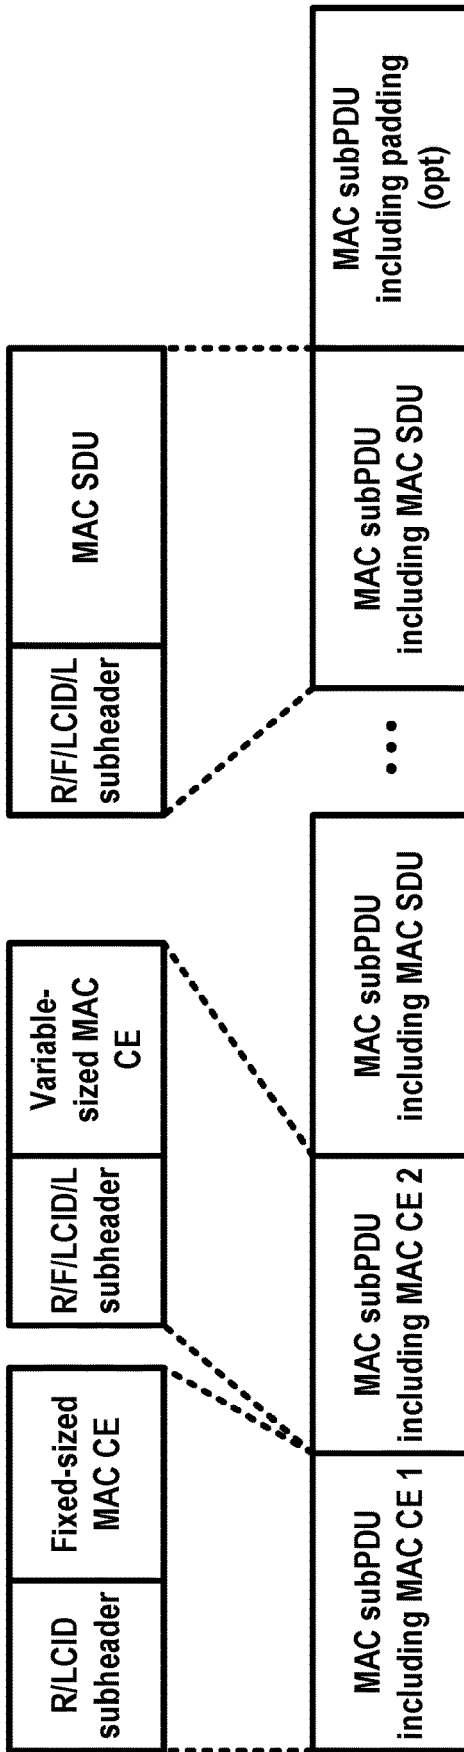 R/LCID
subheader
Fixed-sized
MAC CE
R/F/LCID/L
subheader
Variable-
sized MAC
CE
R/F/LCID/L
subheader
MAC SDU
MAC subPDU
including MAC CE 1
MAC subPDU
including MAC CE 2
MAC subPDU
including MAC SDU
...
MAC subPDU
including MAC SDU
MAC subPDU
including padding
(opt)